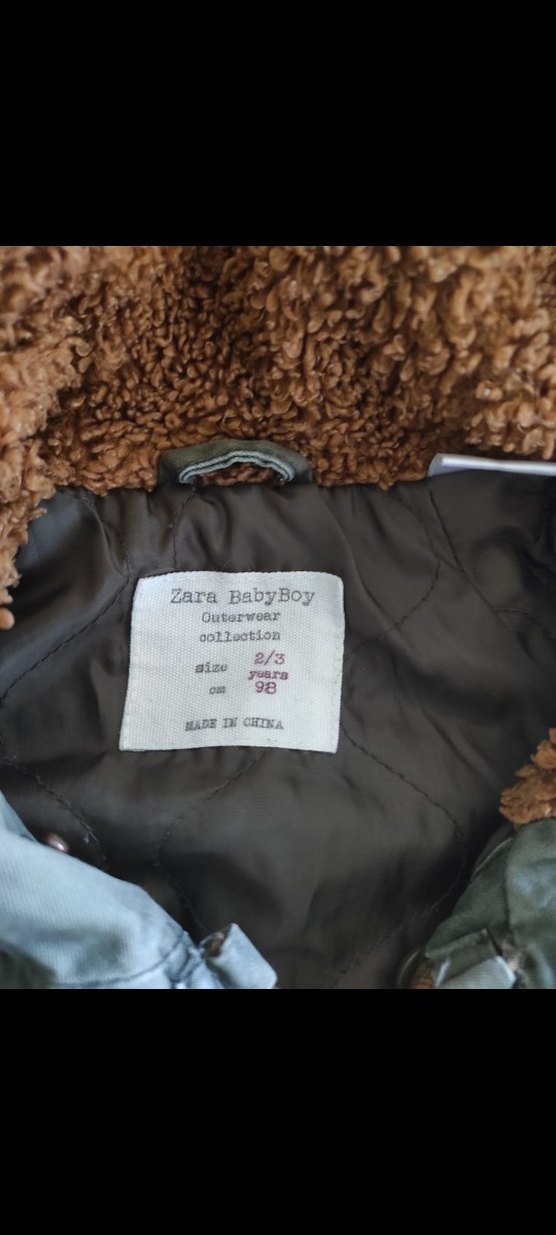 Zara BabyBoy
Outerwear
collection
size 2/3
years
cm 98
MADE IN CHINA